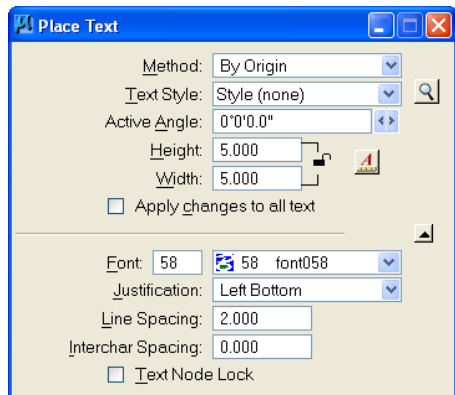 Place Text
Method: By Origin
Text Style: Style (none)
Active Angle: 0°0'0.0"
Height: 5.000
Width: 5.000
Apply changes to all text
Font: 58 58 font058
Justification: Left Bottom
Line Spacing: 2.000
Interchar Spacing: 0.000
Text Node Lock